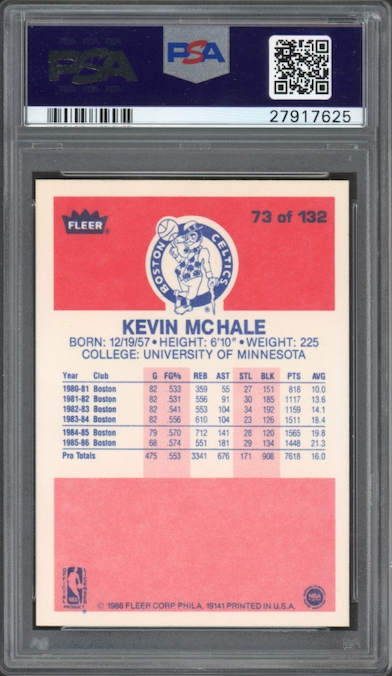 PSA PSA
27917625
FLEER®
73 of 132
BOSTON CELTICS
®
KEVIN MCHALE
BORN: 12/19/57 • HEIGHT: 6'10" • WEIGHT: 225
COLLEGE: UNIVERSITY OF MINNESOTA
Year Club G FG% REB AST STL BLK PTS AVG
1980-81 Boston 82 .533 359 55 27 151 818 10.0
1981-82 Boston 82 .531 556 91 30 185 1117 13.6
1982-83 Boston 82 .541 553 104 34 192 1159 14.1
1983-84 Boston 82 .556 610 104 23 126 1511 18.4
1984-85 Boston 79 .570 712 141 28 120 1565 19.8
1985-86 Boston 68 .574 551 181 29 134 1448 21.3
Pro Totals 475 .553 3341 676 171 908 7618 16.0
NBA
PRODUCT
© 1986 FLEER CORP. PHILA. 19141 PRINTED IN U.S.A.